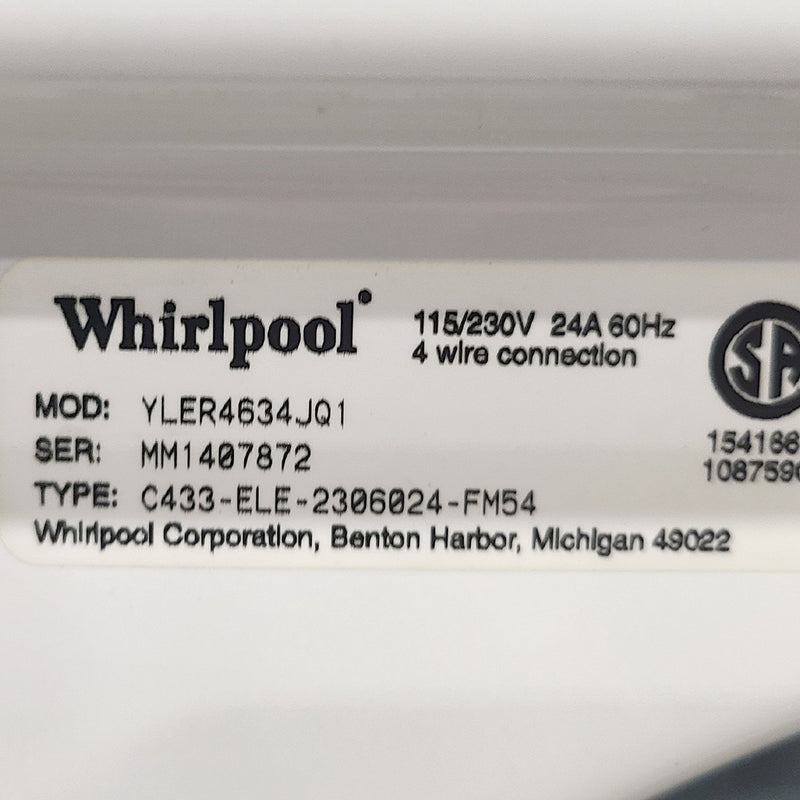 Whirlpool®
115/230V 24A 60Hz
4 wire connection
MOD: YLER4634JQ1
SER: MM1407872
TYPE: C433-ELE-2306024-FM54
Whirlpool Corporation, Benton Harbor, Michigan 49022
SA